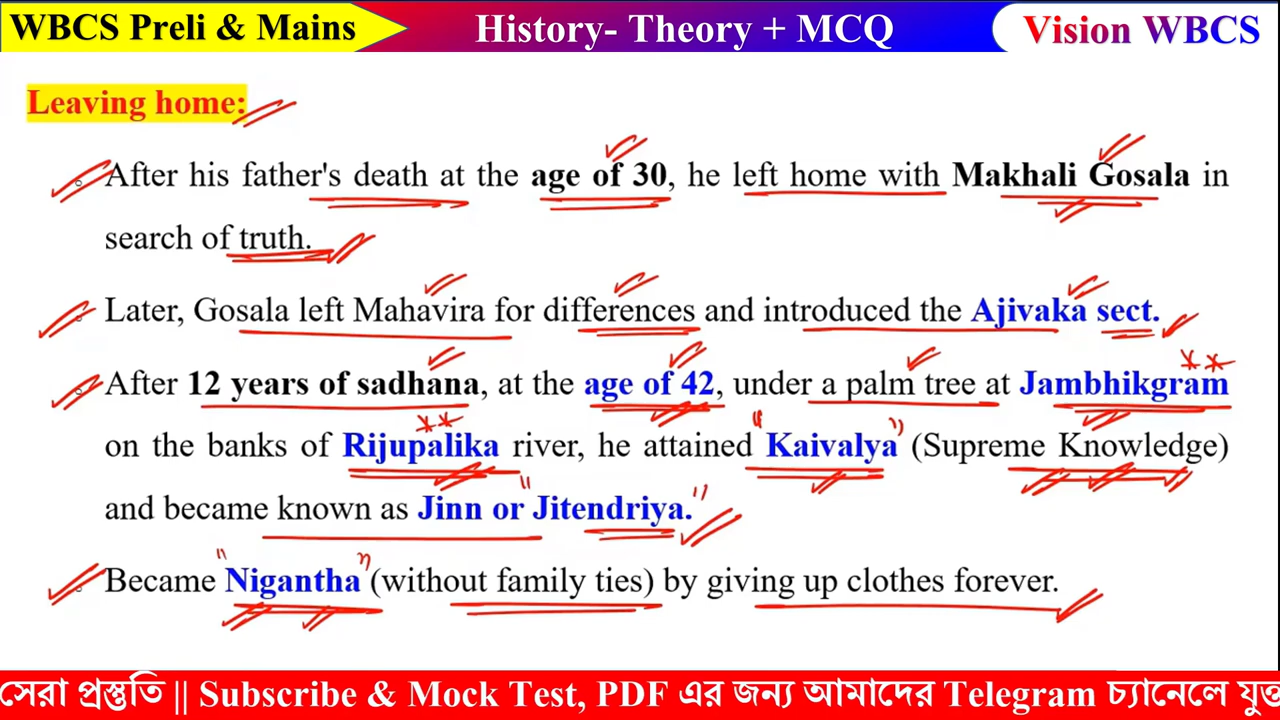 WBCS Preli & Mains
History- Theory + MCQ
Vision WBCS
Leaving home:
After his father's death at the age of 30, he left home with Makhali Gosala in
search of truth.
Later, Gosala left Mahavira for differences and introduced the Ajivaka sect.
After 12 years of sadhana, at the age of 42, under a palm tree at Jambhikgram
on the banks of Rijupalika river, he attained "Kaivalya" (Supreme Knowledge)
and became known as "Jinn or Jitendriya."
Became "Nigantha" (without family ties) by giving up clothes forever.
সেরা প্রস্তুতি || Subscribe & Mock Test, PDF এর জন্য আমাদের Telegram চ্যানেলে যুক্ত